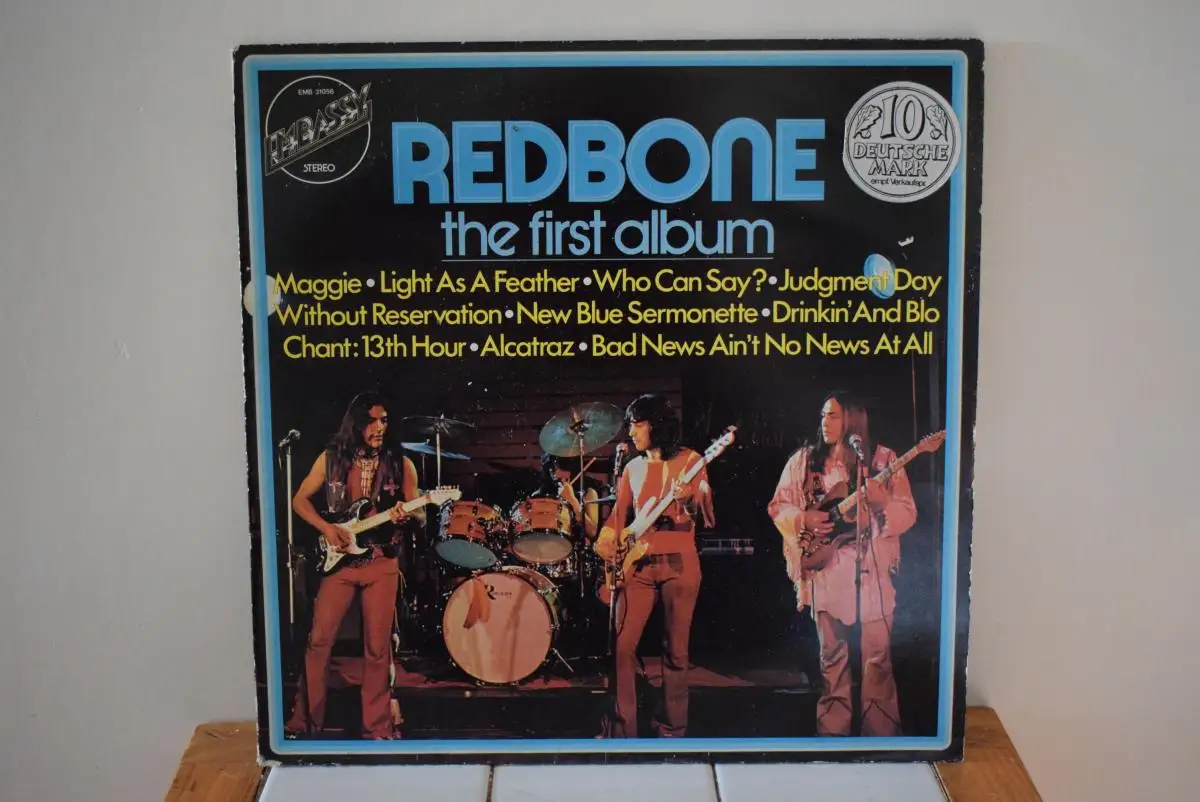 EMB 31056
EMBASSY
STEREO
10
DEUTSCHE
MARK
empf. Verkaufspr.
REDBONE
the first album
Maggie • Light As A Feather • Who Can Say? • Judgment Day
Without Reservation • New Blue Sermonette • Drinkin' And Blo
Chant: 13th Hour • Alcatraz • Bad News Ain't No News At All